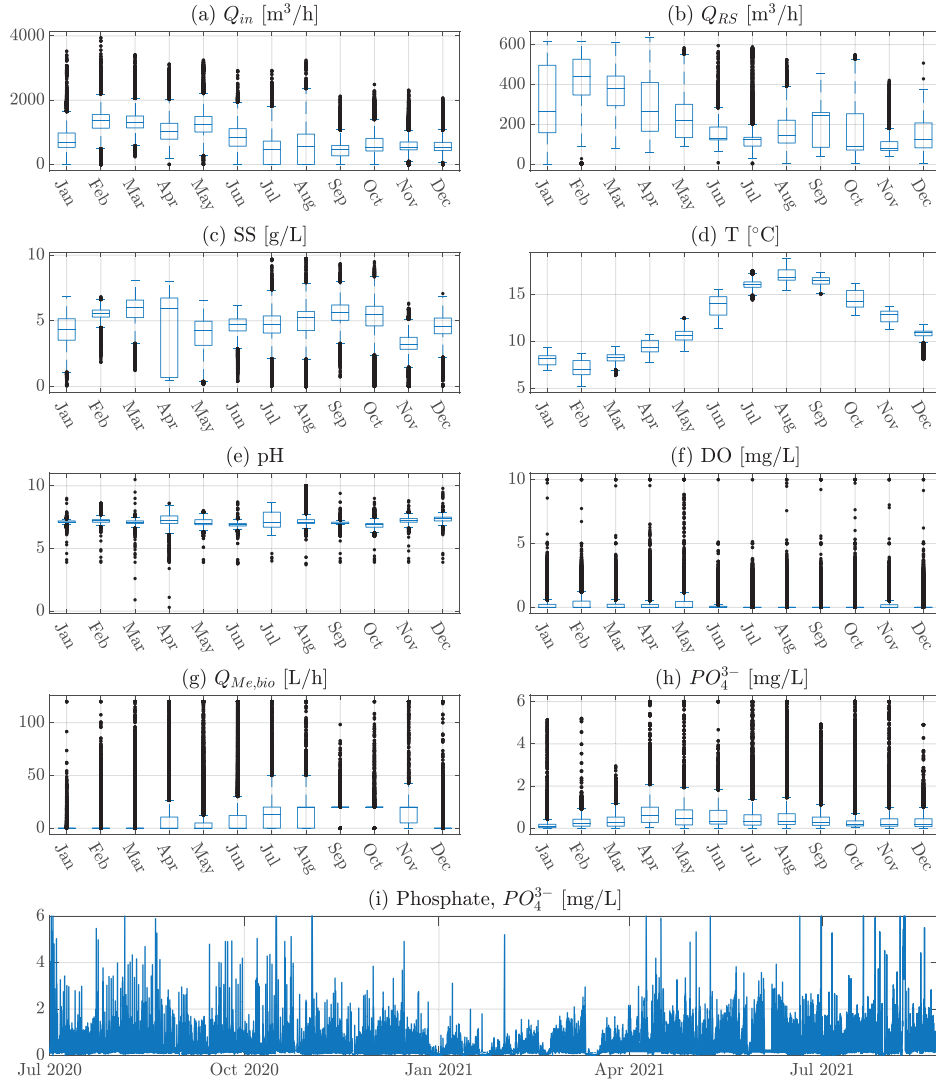 (a) Q_in [m³/h]
4000
2000
0
Jan Feb Mar Apr May Jun Jul Aug Sep Oct Nov Dec
(b) Q_RS [m³/h]
600
400
200
0
Jan Feb Mar Apr May Jun Jul Aug Sep Oct Nov Dec
(c) SS [g/L]
10
5
0
Jan Feb Mar Apr May Jun Jul Aug Sep Oct Nov Dec
(d) T [°C]
15
10
5
Jan Feb Mar Apr May Jun Jul Aug Sep Oct Nov Dec
(e) pH
10
5
0
Jan Feb Mar Apr May Jun Jul Aug Sep Oct Nov Dec
(f) DO [mg/L]
10
5
0
Jan Feb Mar Apr May Jun Jul Aug Sep Oct Nov Dec
(g) Q_Me,bio [L/h]
100
50
0
Jan Feb Mar Apr May Jun Jul Aug Sep Oct Nov Dec
(h) PO₄³⁻ [mg/L]
6
4
2
0
Jan Feb Mar Apr May Jun Jul Aug Sep Oct Nov Dec
(i) Phosphate, PO₄³⁻ [mg/L]
6
4
2
0
Jul 2020 Oct 2020 Jan 2021 Apr 2021 Jul 2021